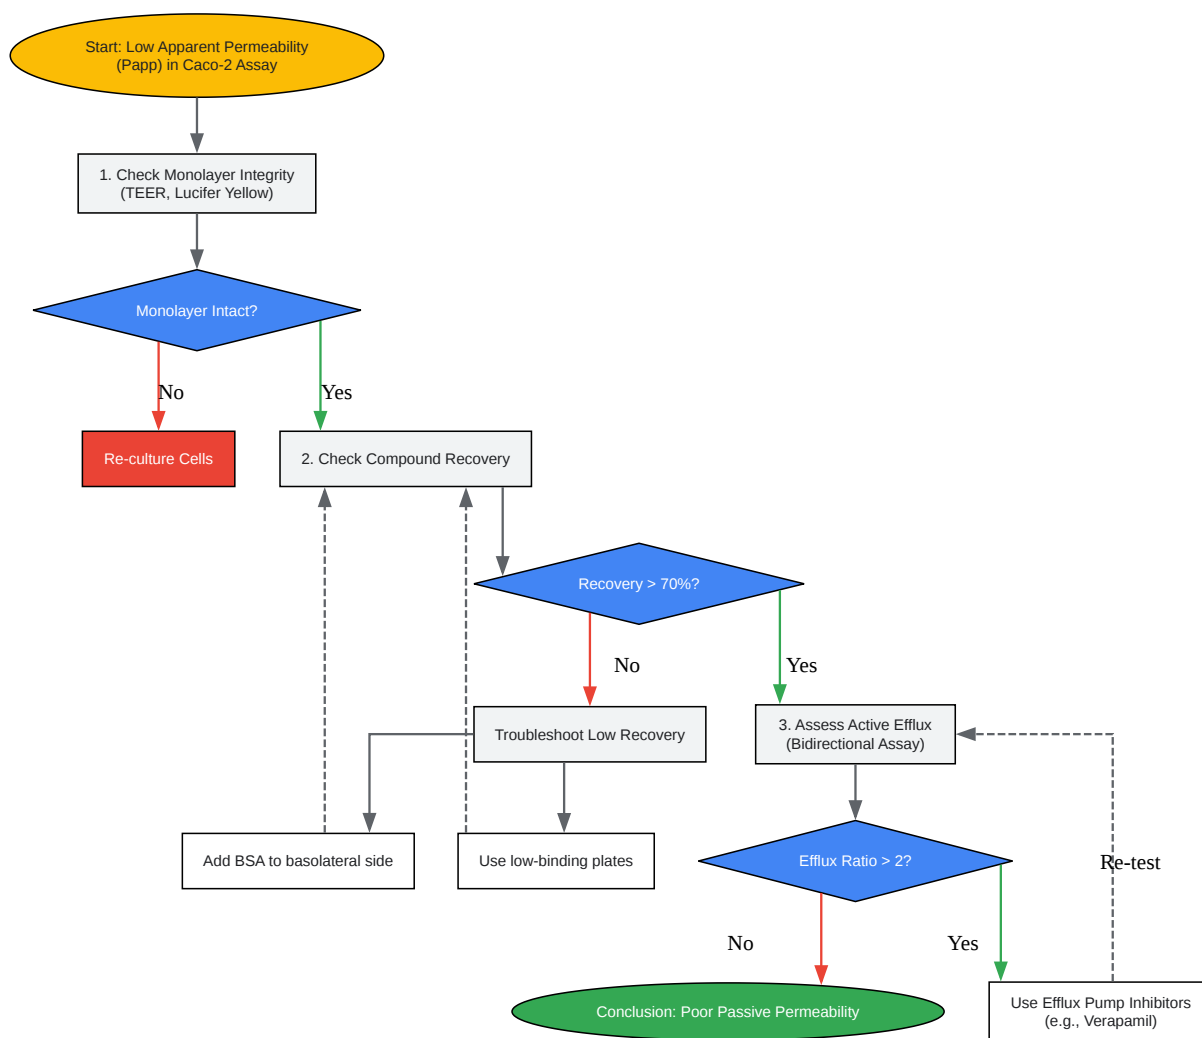 Start: Low Apparent Permeability
(Papp) in Caco-2 Assay
1. Check Monolayer Integrity
(TEER, Lucifer Yellow)
Monolayer Intact?
No
Yes
Re-culture Cells
2. Check Compound Recovery
Recovery > 70%?
No
Yes
Troubleshoot Low Recovery
3. Assess Active Efflux
(Bidirectional Assay)
Add BSA to basolateral side
Use low-binding plates
Efflux Ratio > 2?
Re-test
No
Yes
Conclusion: Poor Passive Permeability
Use Efflux Pump Inhibitors
(e.g., Verapamil)